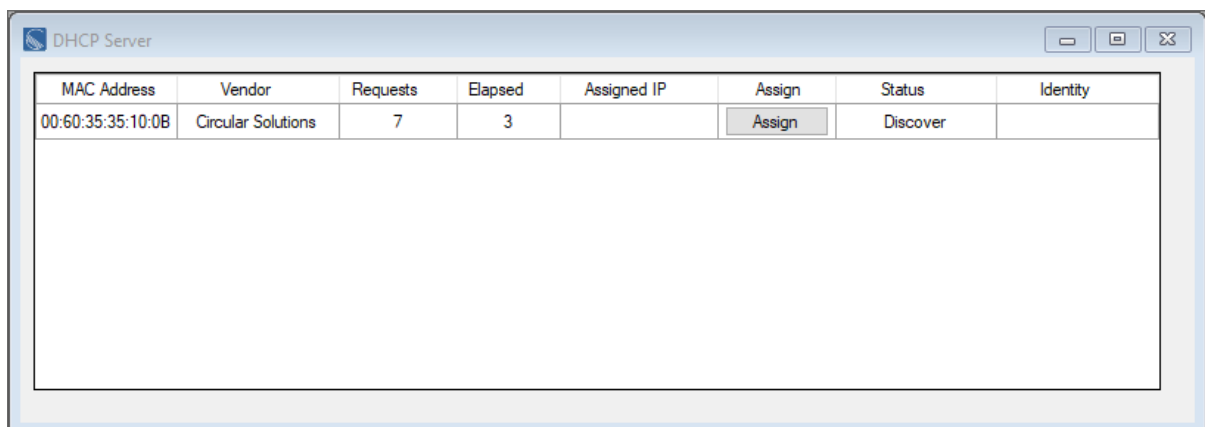 DHCP Server
MAC Address Vendor Requests Elapsed Assigned IP Assign Status Identity
00:60:35:35:10:0B Circular Solutions 7 3 Assign Discover